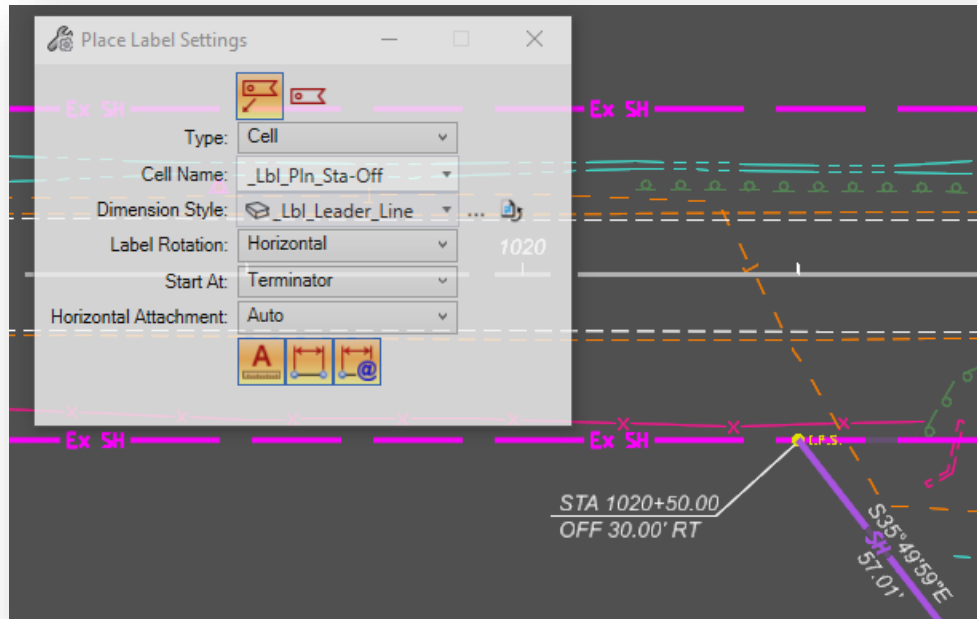 Place Label Settings
Ex SH
Ex SH
Type: Cell
Cell Name: _Lbl_Pln_Sta-Off
Dimension Style: _Lbl_Leader_Line ...
Label Rotation: Horizontal
1020
Start At: Terminator
Horizontal Attachment: Auto
A
@
Ex SH
Ex SH
I.P.S.
STA 1020+50.00
OFF 30.00' RT
S35°49'59"E
SH
57.01'